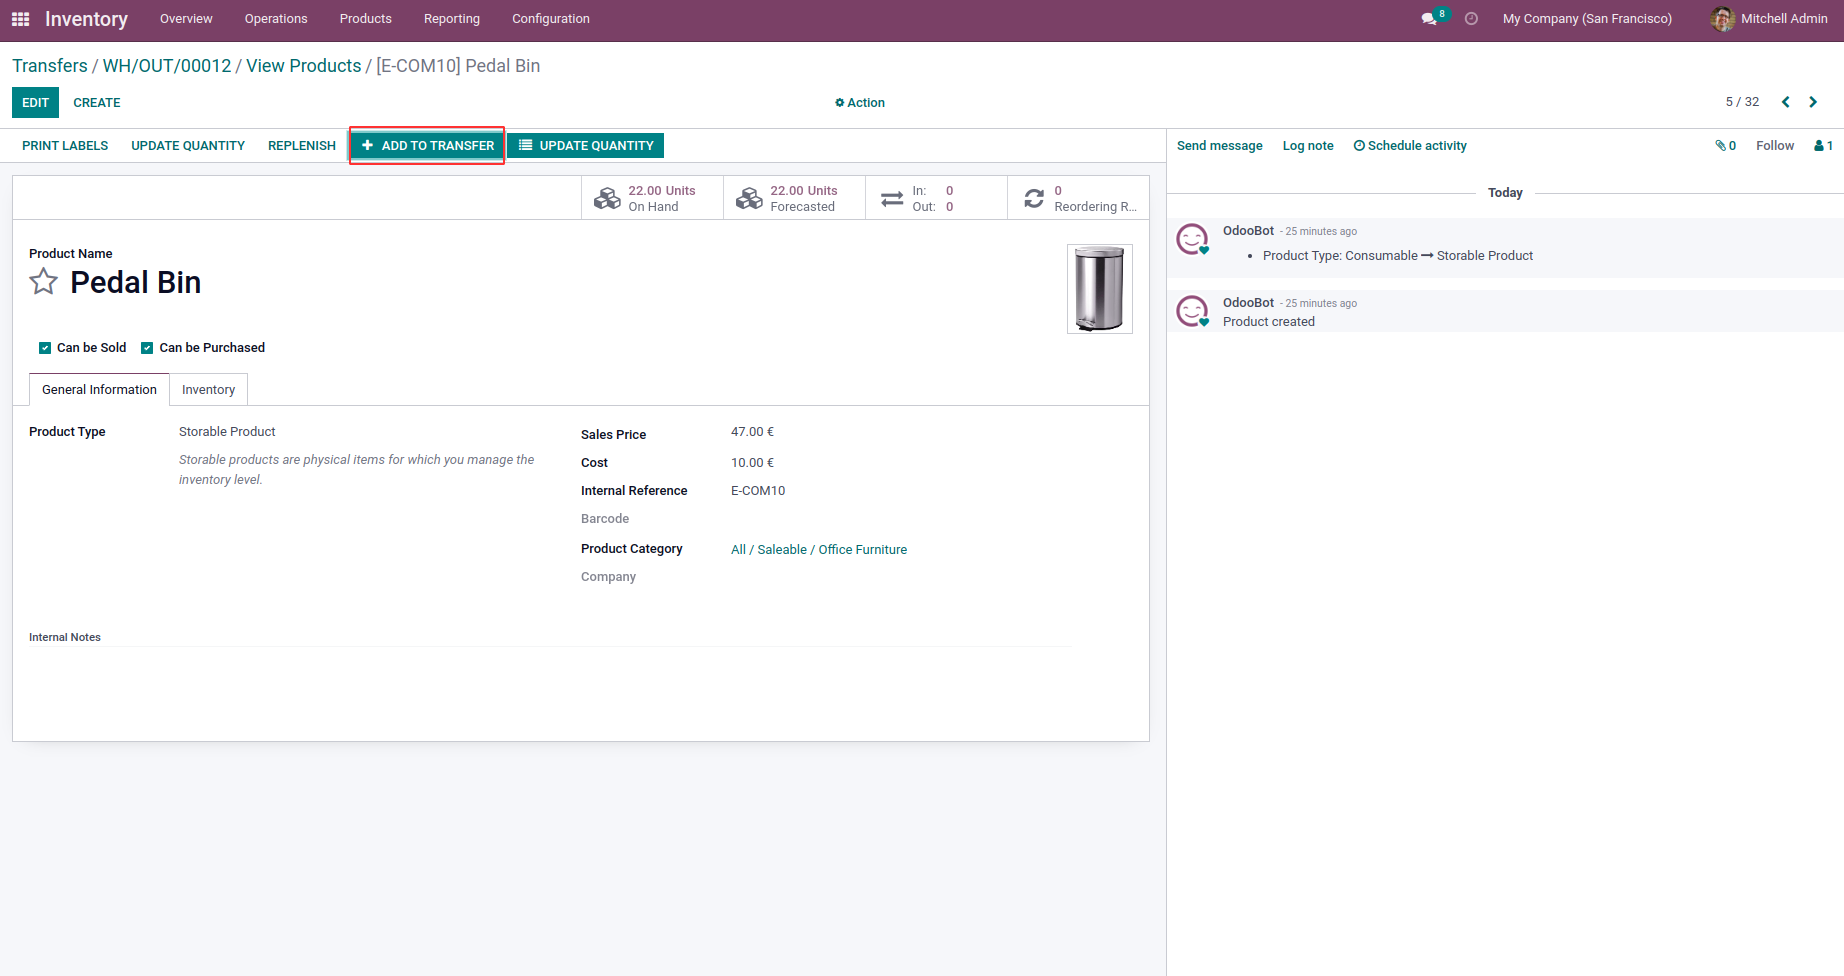 Inventory Overview Operations Products Reporting Configuration 8 My Company (San Francisco) Mitchell Admin
Transfers / WH/OUT/00012 / View Products / [E-COM10] Pedal Bin
EDIT CREATE Action 5 / 32
PRINT LABELS UPDATE QUANTITY REPLENISH ADD TO TRANSFER UPDATE QUANTITY
22.00 Units
On Hand
22.00 Units
Forecasted
In: 0
Out: 0
0
Reordering R...
Product Name
Pedal Bin
Can be Sold Can be Purchased
General Information Inventory
Product Type Storable Product
Storable products are physical items for which you manage the
inventory level.
Sales Price 47.00 €
Cost 10.00 €
Internal Reference E-COM10
Barcode
Product Category All / Saleable / Office Furniture
Company
Internal Notes
Send message Log note Schedule activity 0 Follow 1
Today
OdooBot - 25 minutes ago
• Product Type: Consumable → Storable Product
OdooBot - 25 minutes ago
Product created